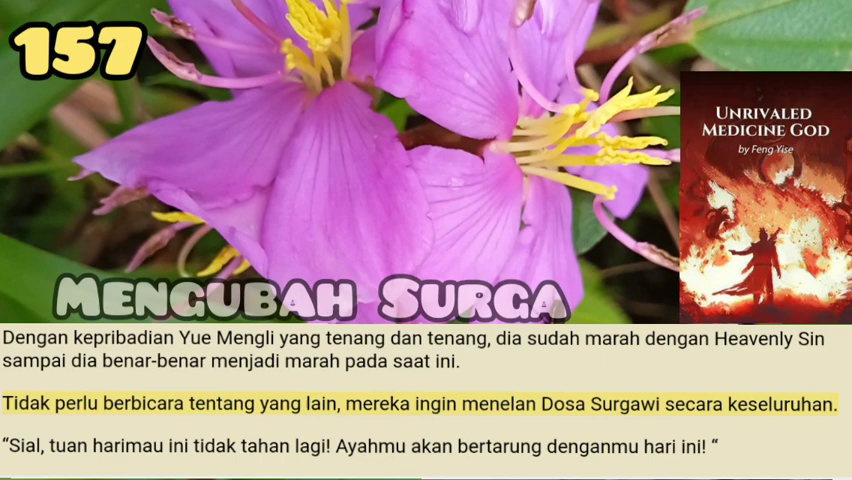 157
UNRIVALED
MEDICINE GOD
by Feng Yise
MENGUBAH SURGA
Dengan kepribadian Yue Mengli yang tenang dan tenang, dia sudah marah dengan Heavenly Sin
sampai dia benar-benar menjadi marah pada saat ini.
Tidak perlu berbicara tentang yang lain, mereka ingin menelan Dosa Surgawi secara keseluruhan.
“Sial, tuan harimau ini tidak tahan lagi! Ayahmu akan bertarung denganmu hari ini! “